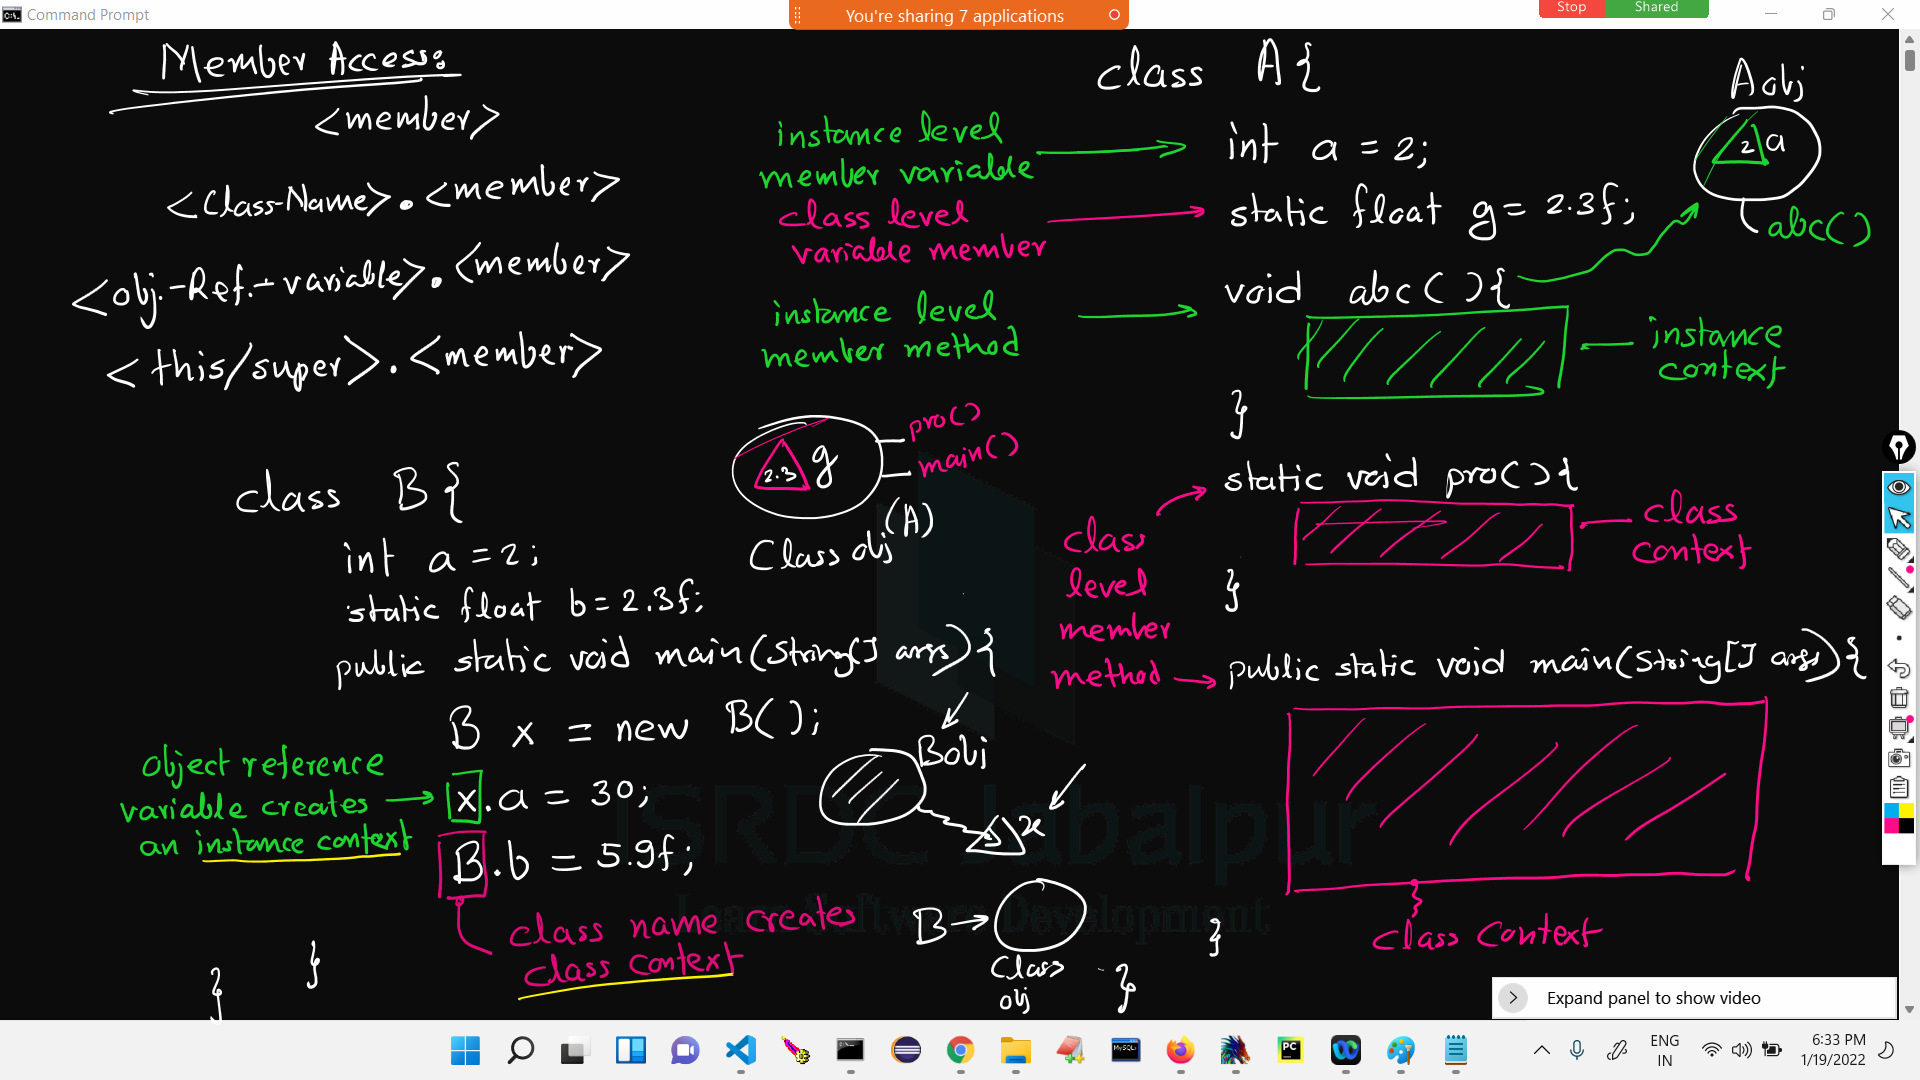 Command Prompt
You're sharing 7 applications
Stop Shared
Member Access:
<member>
<Class-Name>.<member>
<obj.-Ref.-variable>.<member>
<this/super>.<member>
class B{
int a = 2;
static float b = 2.3f;
public static void main(String[] args){
B x = new B();
x.a = 30;
B.b = 5.9f;
}
}
object reference
variable creates
an instance context
class name creates
class context
B obj
x
B
Class
obj
pro()
main()
2.3 g
(A)
Class obj
class A{
int a = 2;
static float g = 2.3f;
void abc(){
}
static void pro(){
}
public static void main(String[] args){
}
}
instance level
member variable
class level
variable member
instance level
member method
class
level
member
method
instance
context
class
context
class context
A obj
2 a
abc()
ISRDC Jabalpur
Learn Software Development
Expand panel to show video
PC
MySQL
ENG
IN
6:33 PM
1/19/2022